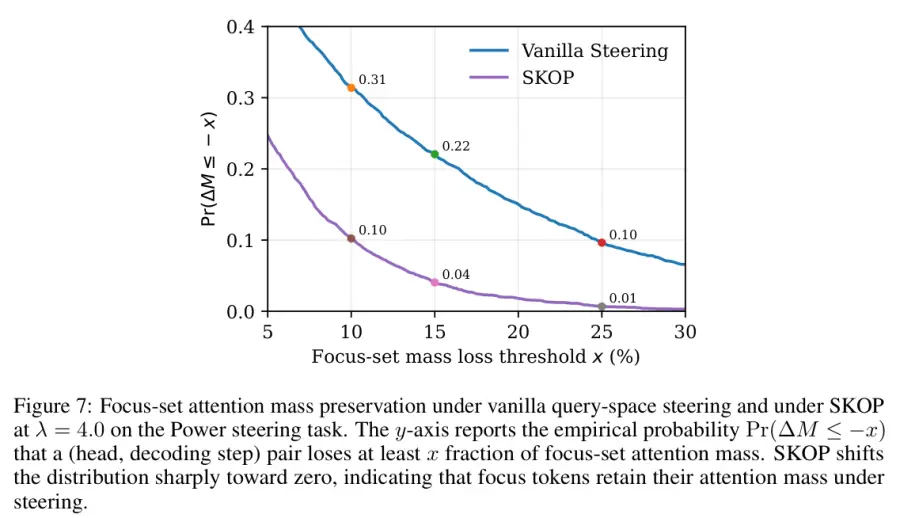 0.4
0.3
0.2
0.1
0.0
Pr(ΔM ≤ − x)
Vanilla Steering
SKOP
0.31
0.22
0.10
0.10
0.04
0.01
5 10 15 20 25 30
Focus-set mass loss threshold x (%)
Figure 7: Focus-set attention mass preservation under vanilla query-space steering and under SKOP
at λ = 4.0 on the Power steering task. The y-axis reports the empirical probability Pr(ΔM ≤ −x)
that a (head, decoding step) pair loses at least x fraction of focus-set attention mass. SKOP shifts
the distribution sharply toward zero, indicating that focus tokens retain their attention mass under
steering.